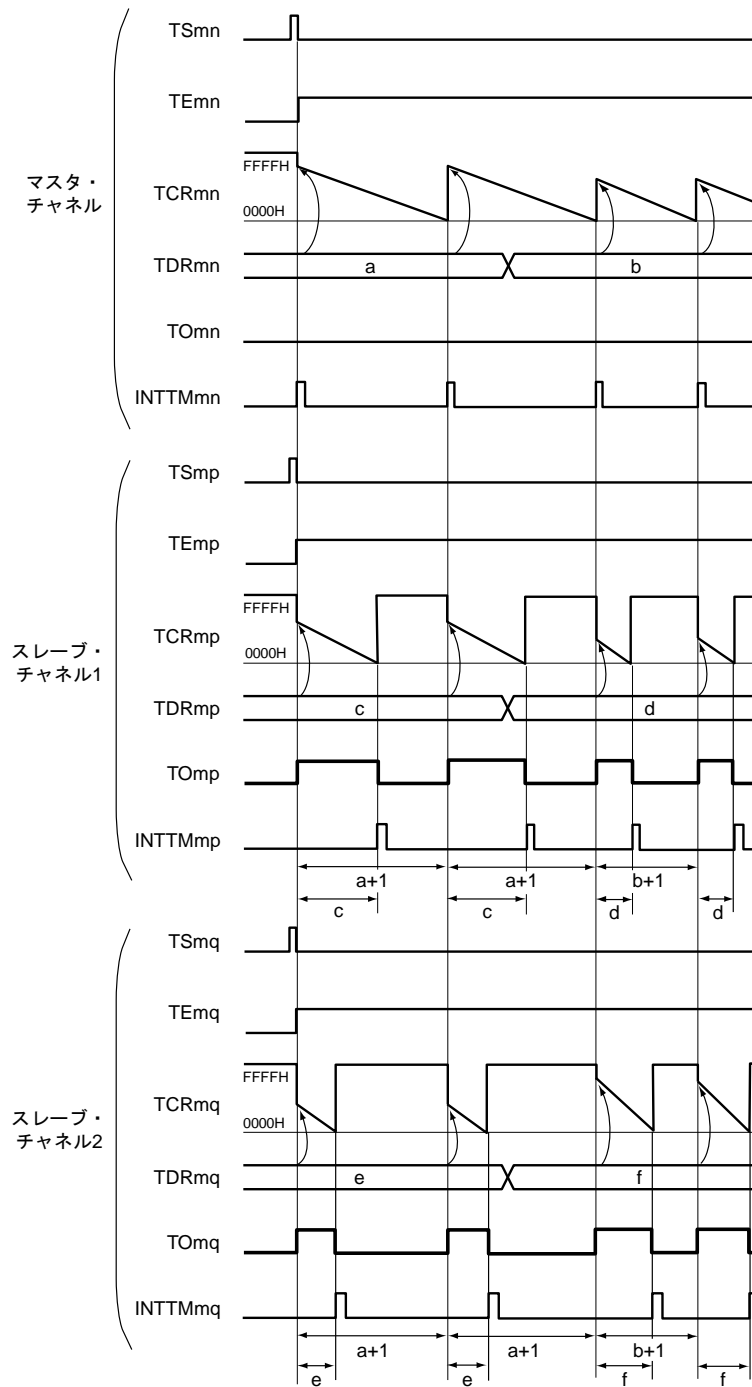 TSmn
TEmn
FFFFH
TCRmn
0000H
マスタ・
チャネル
TDRmn
a
b
TOmn
INTTMmn
TSmp
TEmp
FFFFH
TCRmp
0000H
スレーブ・
チャネル1
TDRmp
c
d
TOmp
INTTMmp
a+1
a+1
b+1
c
c
d
d
TSmq
TEmq
FFFFH
TCRmq
0000H
スレーブ・
チャネル2
TDRmq
e
f
TOmq
INTTMmq
a+1
a+1
b+1
e
e
f
f